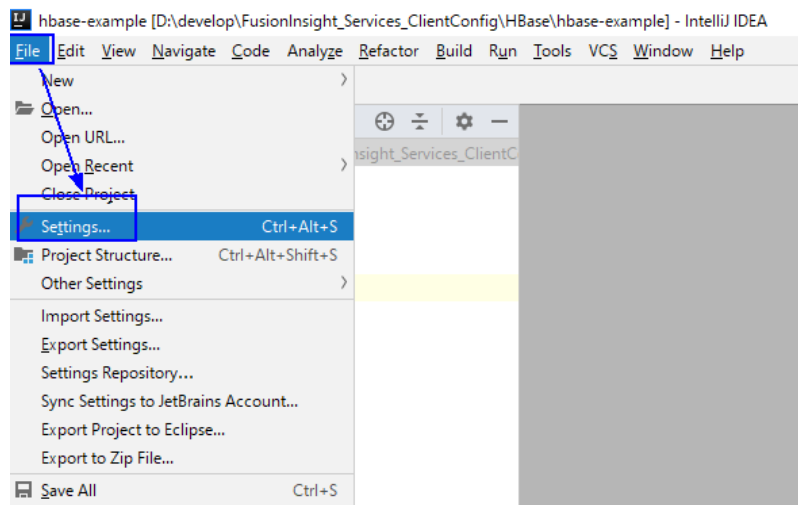 IJ hbase-example [D:\develop\FusionInsight_Services_ClientConfig\HBase\hbase-example] - IntelliJ IDEA
File Edit View Navigate Code Analyze Refactor Build Run Tools VCS Window Help
New
Open...
Open URL...
nsight_Services_ClientC
Open Recent
Close Project
Settings... Ctrl+Alt+S
Project Structure... Ctrl+Alt+Shift+S
Other Settings
Import Settings...
Export Settings...
Settings Repository...
Sync Settings to JetBrains Account...
Export Project to Eclipse...
Export to Zip File...
Save All Ctrl+S